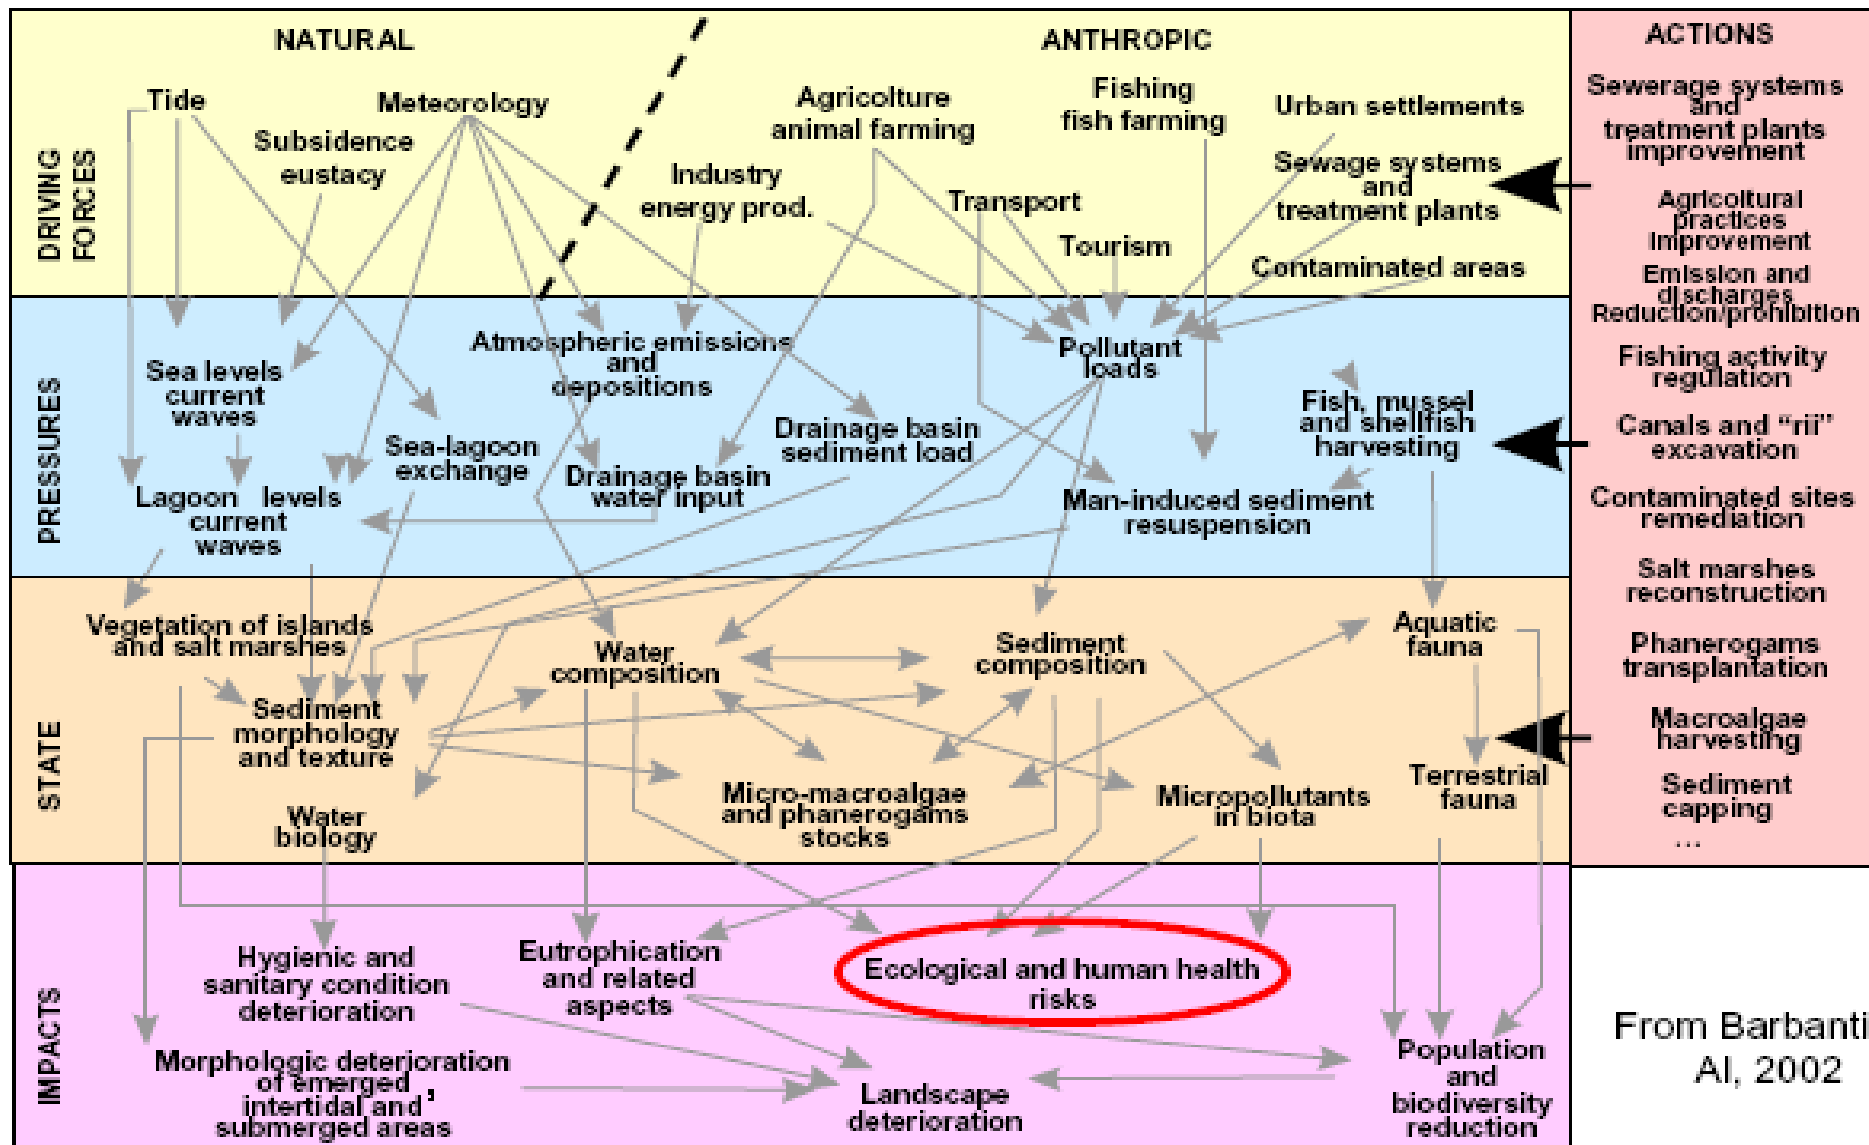 NATURAL
ANTHROPIC
ACTIONS
DRIVING
FORCES
Tide
Meteorology
Subsidence
eustacy
Agricolture
animal farming
Fishing
fish farming
Urban settlements
Industry
energy prod.
Transport
Sewage systems
and
treatment plants
Tourism
Contaminated areas
PRESSURES
Sea levels
current
waves
Atmospheric emissions
and
depositions
Pollutant
loads
Sea-lagoon
exchange
Drainage basin
sediment load
Fish, mussel
and shellfish
harvesting
Lagoon levels
current
waves
Drainage basin
water input
Man-induced sediment
resuspension
STATE
Vegetation of islands
and salt marshes
Water
composition
Sediment
composition
Aquatic
fauna
Sediment
morphology
and texture
Water
biology
Micro-macroalgae
and phanerogams
stocks
Micropollutants
in biota
Terrestrial
fauna
IMPACTS
Hygienic and
sanitary condition
deterioration
Eutrophication
and related
aspects
Ecological and human health
risks
Morphologic deterioration
of emerged,
intertidal and
submerged areas
Landscape
deterioration
Population
and
biodiversity
reduction
Sewerage systems
and
treatment plants
improvement
Agricoltural
practices
Improvement
Emission and
discharges
Reduction/prohibition
Fishing activity
regulation
Canals and "rii"
excavation
Contaminated sites
remediation
Salt marshes
reconstruction
Phanerogams
transplantation
Macroalgae
harvesting
Sediment
capping
...
From Barbanti
Al, 2002